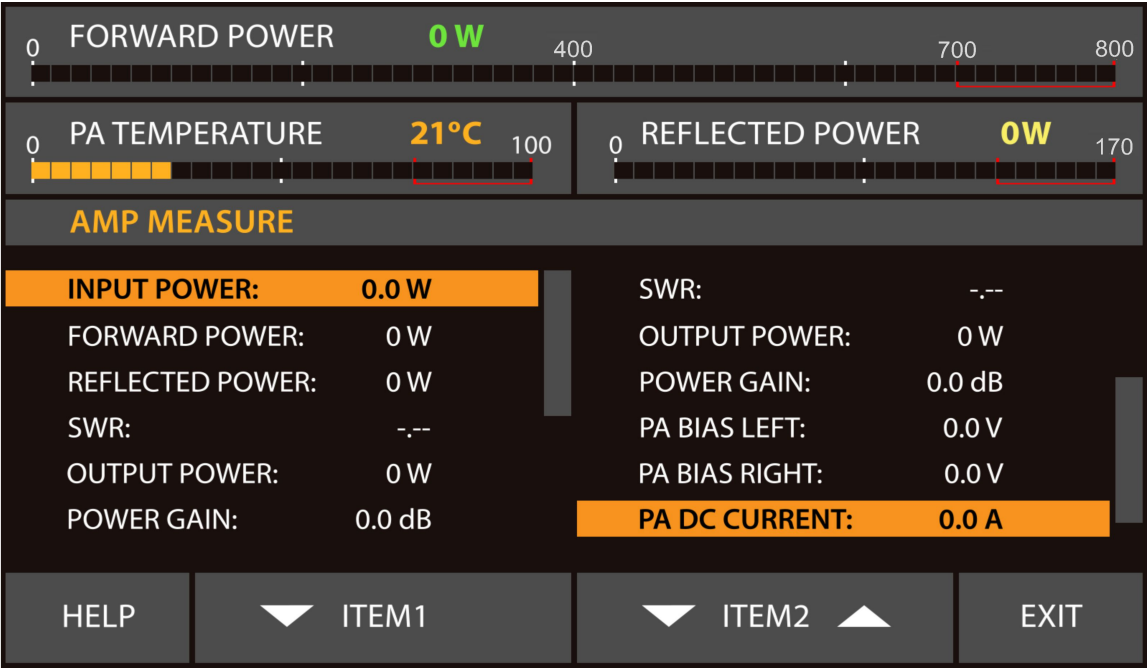 FORWARD POWER 0 W
0 400 700 800
PA TEMPERATURE 21°C
0 100
REFLECTED POWER 0W
0 170
AMP MEASURE
INPUT POWER: 0.0 W
FORWARD POWER: 0 W
REFLECTED POWER: 0 W
SWR: -.--
OUTPUT POWER: 0 W
POWER GAIN: 0.0 dB
SWR: -.--
OUTPUT POWER: 0 W
POWER GAIN: 0.0 dB
PA BIAS LEFT: 0.0 V
PA BIAS RIGHT: 0.0 V
PA DC CURRENT: 0.0 A
HELP
ITEM1
ITEM2
EXIT